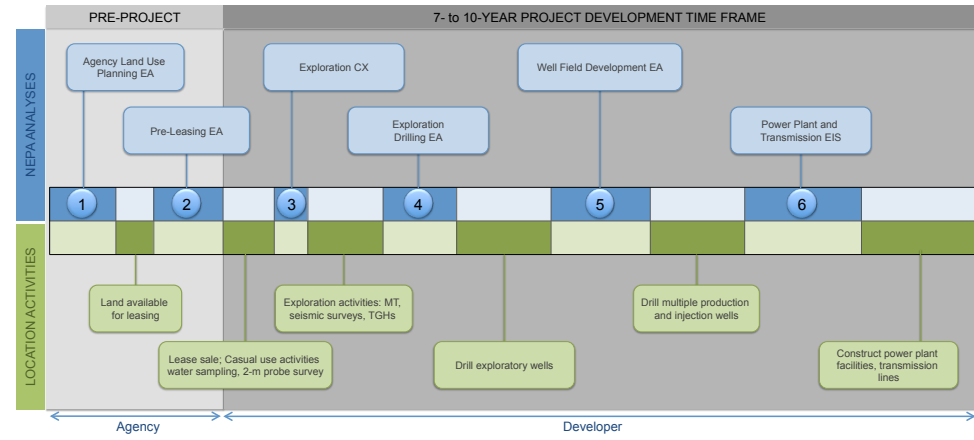 PRE-PROJECT
7- to 10-YEAR PROJECT DEVELOPMENT TIME FRAME
NEPA ANALYSES
Agency Land Use
Planning EA
Pre-Leasing EA
Exploration CX
Exploration
Drilling EA
Well Field Development EA
Power Plant and
Transmission EIS
1
2
3
4
5
6
LOCATION ACTIVITIES
Land available
for leasing
Lease sale; Casual use activities
water sampling, 2-m probe survey
Exploration activities: MT,
seismic surveys, TGHs
Drill exploratory wells
Drill multiple production
and injection wells
Construct power plant
facilities, transmission
lines
Agency
Developer